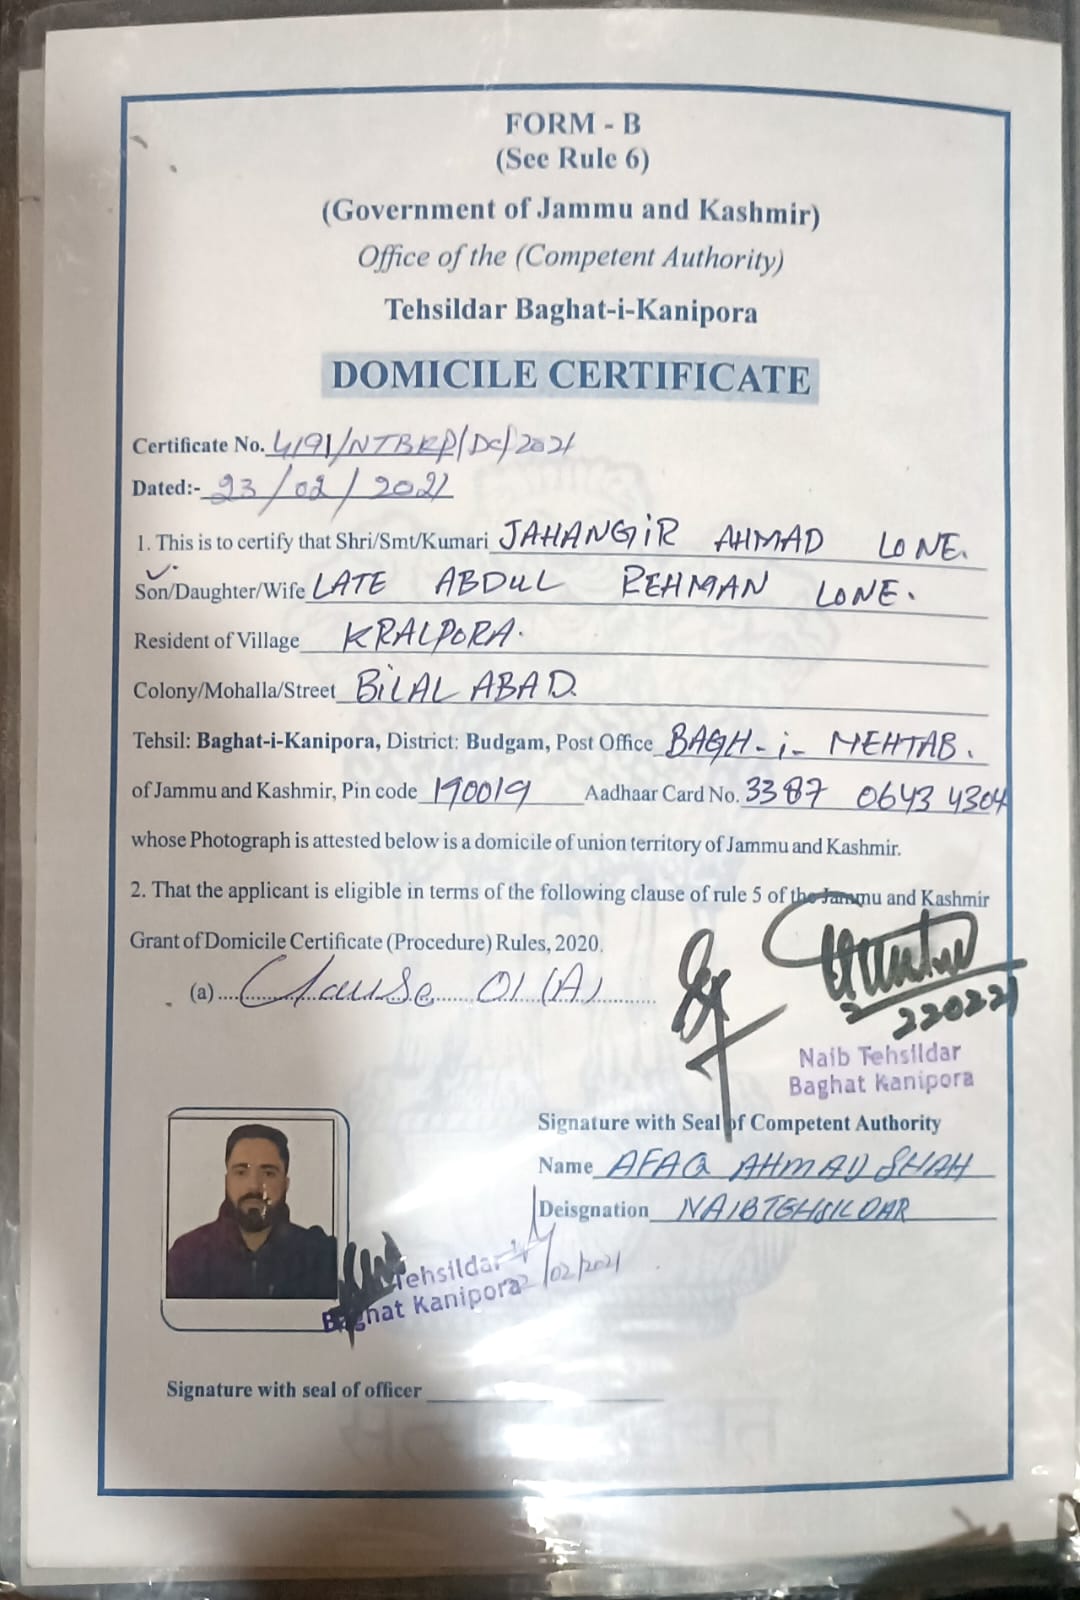 FORM - B
(See Rule 6)
(Government of Jammu and Kashmir)
Office of the (Competent Authority)
Tehsildar Baghat-i-Kanipora
DOMICILE CERTIFICATE
Certificate No. 4191/NTBKP/DC/2021
Dated:- 23/02/2021
1. This is to certify that Shri/Smt/Kumari JAHANGiR AHMAD LONE.
Son/Daughter/Wife LATE ABDUL REHMAN LONE.
Resident of Village KRALPORA.
Colony/Mohalla/Street BiLAL ABAD.
Tehsil: Baghat-i-Kanipora, District: Budgam, Post Office BAGH-i-MEHTAB.
of Jammu and Kashmir, Pin code 190019 Aadhaar Card No. 3387 0643 4304
whose Photograph is attested below is a domicile of union territory of Jammu and Kashmir.
2. That the applicant is eligible in terms of the following clause of rule 5 of the Jammu and Kashmir
Grant of Domicile Certificate (Procedure) Rules, 2020.
(a) Clause 01(A)
220221
Naib Tehsildar
Baghat Kanipora
Signature with Seal of Competent Authority
Name AFAQ AHMAD SHAH
Deisgnation NAIB TEHSILDAR
Tehsildar
Baghat Kanipora
/02/2021
Signature with seal of officer